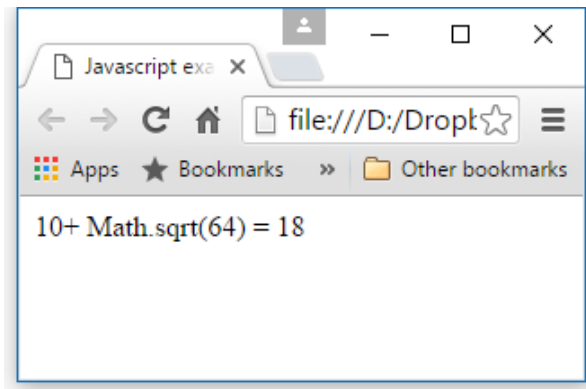 Javascript exa
file:///D:/Dropb
Apps Bookmarks » Other bookmarks
10+ Math.sqrt(64) = 18